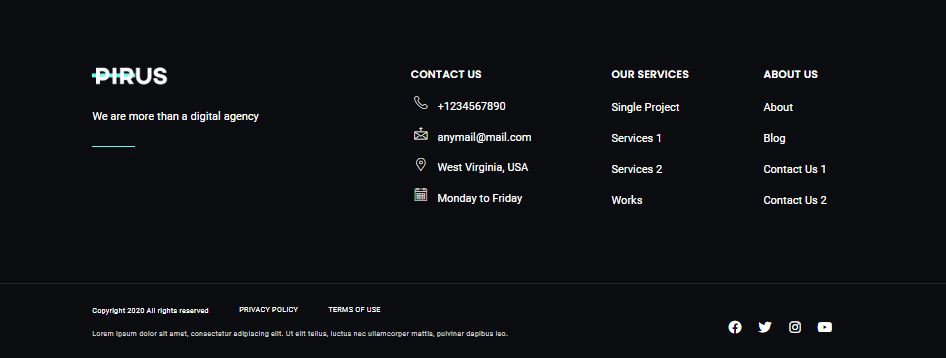 PIRUS
We are more than a digital agency
CONTACT US
+1234567890
anymail@mail.com
West Virginia, USA
Monday to Friday
OUR SERVICES
Single Project
Services 1
Services 2
Works
ABOUT US
About
Blog
Contact Us 1
Contact Us 2
Copyright 2020 All rights reserved PRIVACY POLICY TERMS OF USE
Lorem ipsum dolor sit amet, consectetur adipiscing elit. Ut elit tellus, luctus nec ullamcorper mattis, pulvinar dapibus leo.